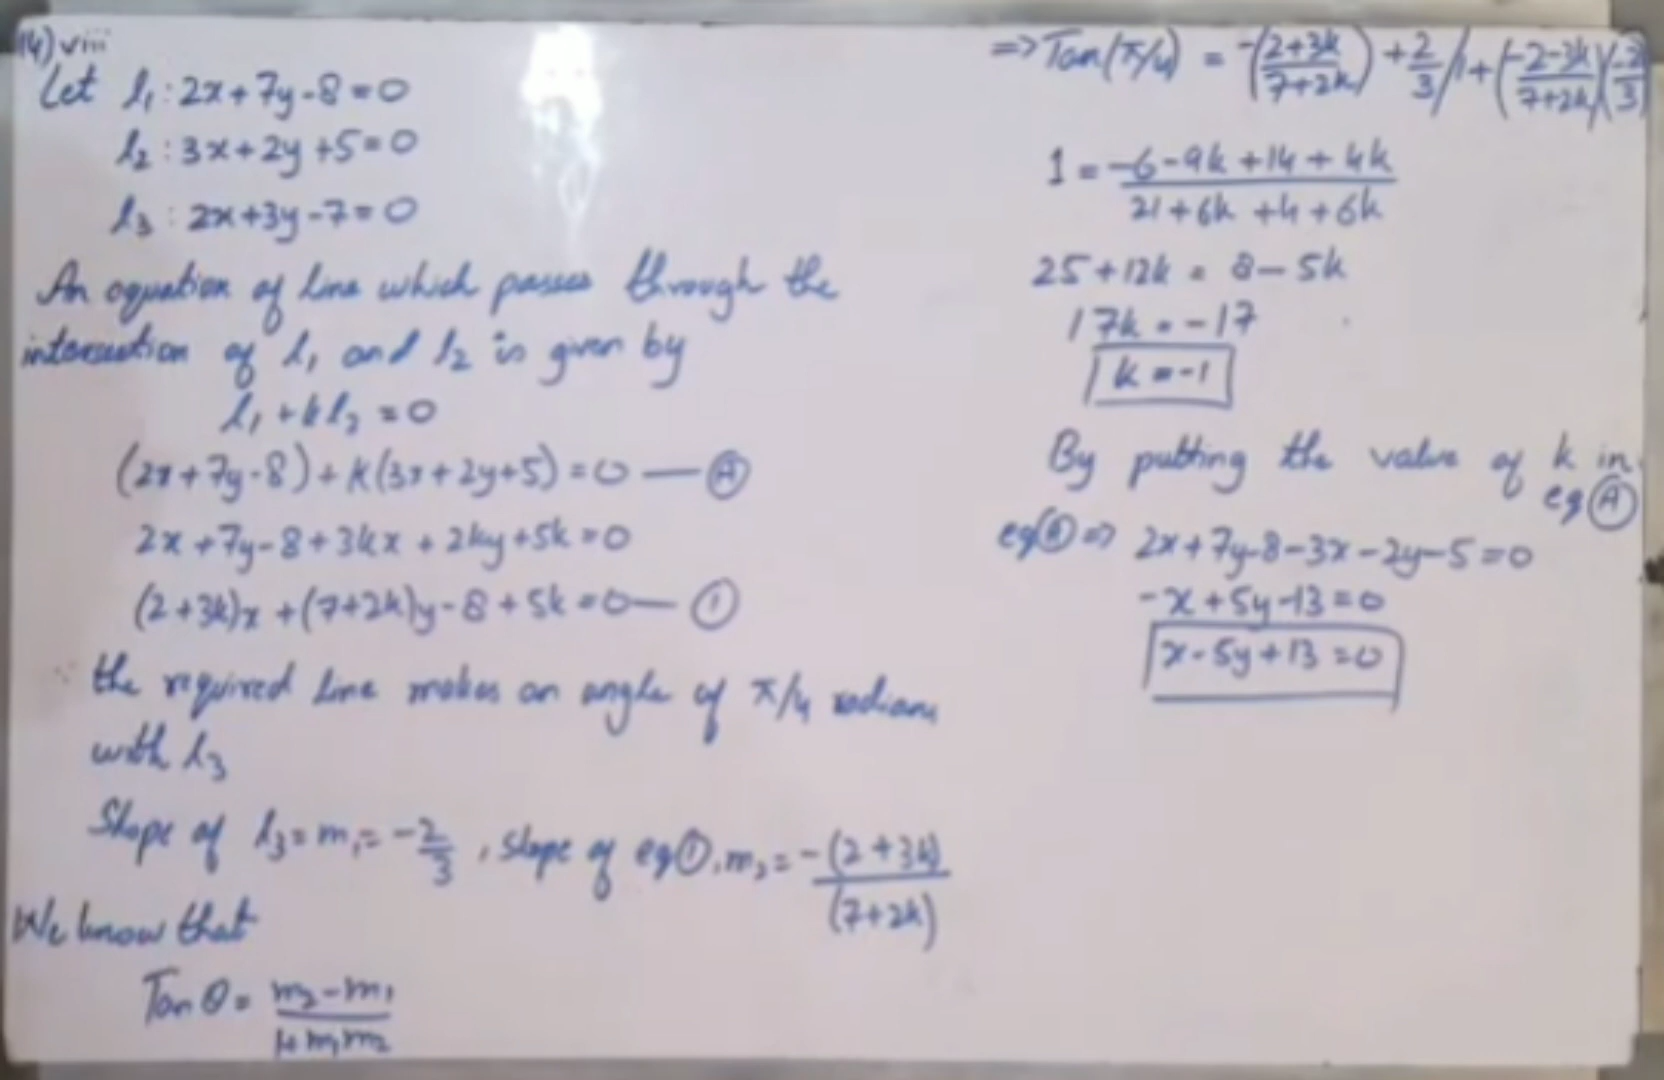 14) viii
Let l₁ : 2x + 7y - 8 = 0
l₂ : 3x + 2y + 5 = 0
l₃ : 2x + 3y - 7 = 0
An equation of line which passes through the
intersection of l₁ and l₂ is given by
l₁ + kl₂ = 0
(2x + 7y - 8) + k(3x + 2y + 5) = 0 — Ⓐ
2x + 7y - 8 + 3kx + 2ky + 5k = 0
(2 + 3k)x + (7 + 2k)y - 8 + 5k = 0 — ①
∵ the required line makes an angle of π/4 radians
with l₃
Slope of l₃ = m₁ = -2/3 , slope of eq①, m₂ = -(2 + 3k)/(7 + 2k)
We know that
Tan θ = (m₂ - m₁)/(1 + m₁m₂)
=> Tan(π/4) = -((2 + 3k)/(7 + 2k)) + 2/3 / 1 + ((-2 - 3k)/(7 + 2k))(-2/3)
1 = (-6 - 9k + 14 + 4k)/(21 + 6k + 4 + 6k)
25 + 12k = 8 - 5k
17k = -17
k = -1
By putting the value of k in
eq Ⓐ
eqⒶ => 2x + 7y - 8 - 3x - 2y - 5 = 0
-x + 5y - 13 = 0
x - 5y + 13 = 0